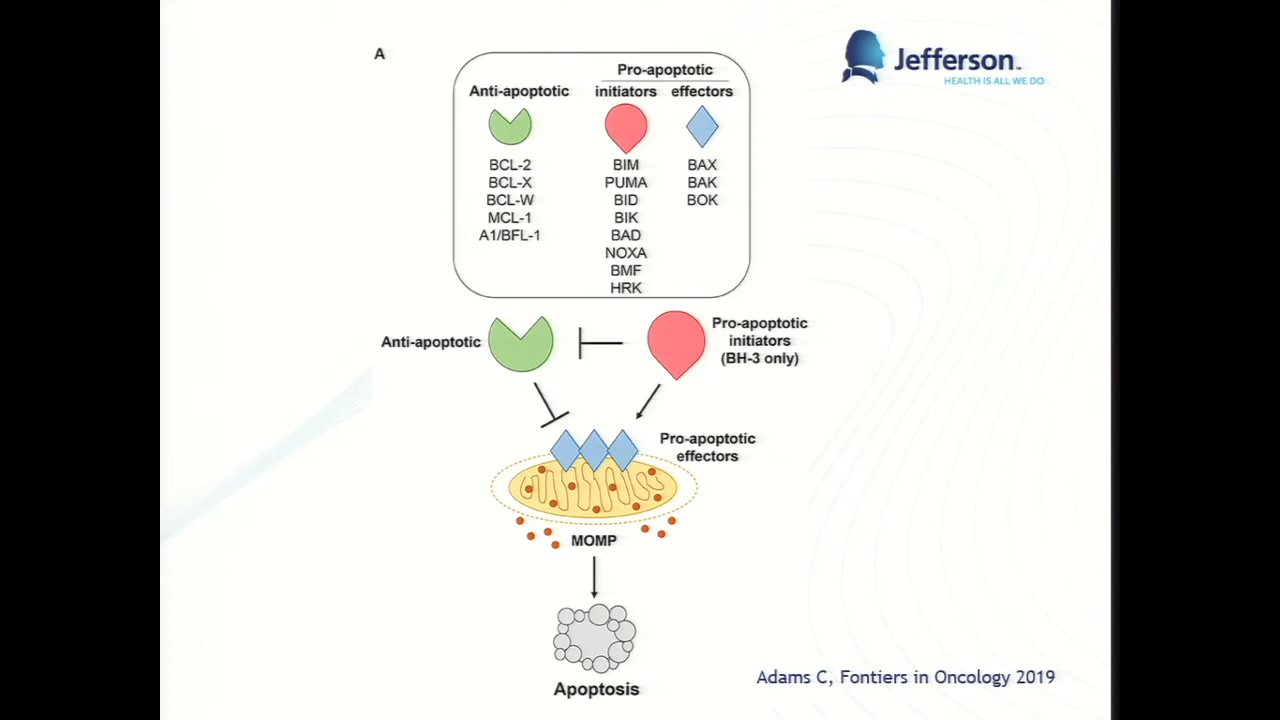 A
Jefferson™
HEALTH IS ALL WE DO
Pro-apoptotic
Anti-apoptotic initiators effectors
BCL-2 BIM BAX
BCL-X PUMA BAK
BCL-W BID BOK
MCL-1 BIK
A1/BFL-1 BAD
NOXA
BMF
HRK
Anti-apoptotic
Pro-apoptotic
initiators
(BH-3 only)
Pro-apoptotic
effectors
MOMP
Apoptosis
Adams C, Fontiers in Oncology 2019